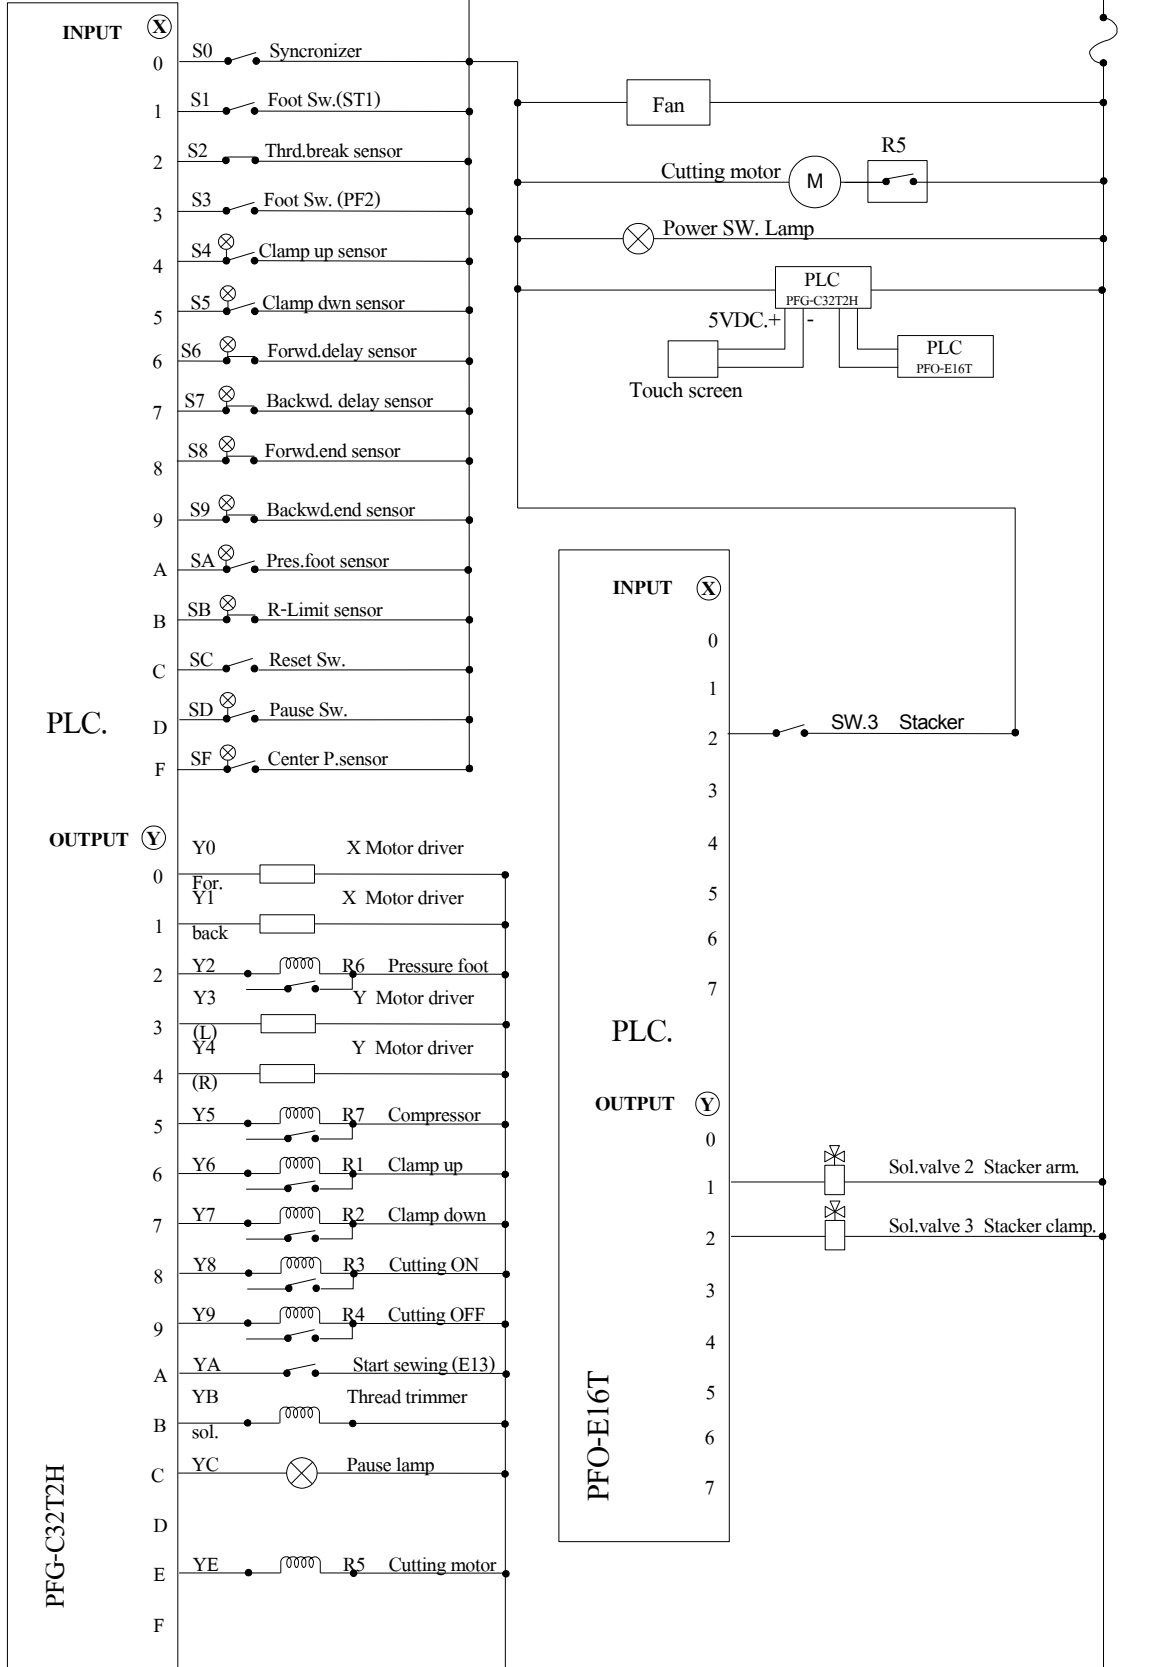 INPUT X
0 S0 Syncronizer
1 S1 Foot Sw.(ST1)
2 S2 Thrd.break sensor
3 S3 Foot Sw. (PF2)
4 S4 Clamp up sensor
5 S5 Clamp dwn sensor
6 S6 Forwd.delay sensor
7 S7 Backwd. delay sensor
8 S8 Forwd.end sensor
9 S9 Backwd.end sensor
A SA Pres.foot sensor
B SB R-Limit sensor
C SC Reset Sw.
D SD Pause Sw.
F SF Center P.sensor
PLC.
OUTPUT Y
0 Y0 For. X Motor driver
1 Y1 back X Motor driver
2 Y2 R6 Pressure foot
3 Y3 (L) Y Motor driver
4 Y4 (R) Y Motor driver
5 Y5 R7 Compressor
6 Y6 R1 Clamp up
7 Y7 R2 Clamp down
8 Y8 R3 Cutting ON
9 Y9 R4 Cutting OFF
A YA Start sewing (E13)
B YB sol. Thread trimmer
C YC Pause lamp
D
E YE R5 Cutting motor
F
PFG-C32T2H
Fan
R5
Cutting motor M
Power SW. Lamp
PLC
PFG-C32T2H
5VDC.+ -
PLC
PFO-E16T
Touch screen
INPUT X
0
1
2 SW.3 Stacker
3
4
5
6
7
PLC.
OUTPUT Y
0
1 Sol.valve 2 Stacker arm.
2 Sol.valve 3 Stacker clamp.
3
4
5
6
7
PFO-E16T